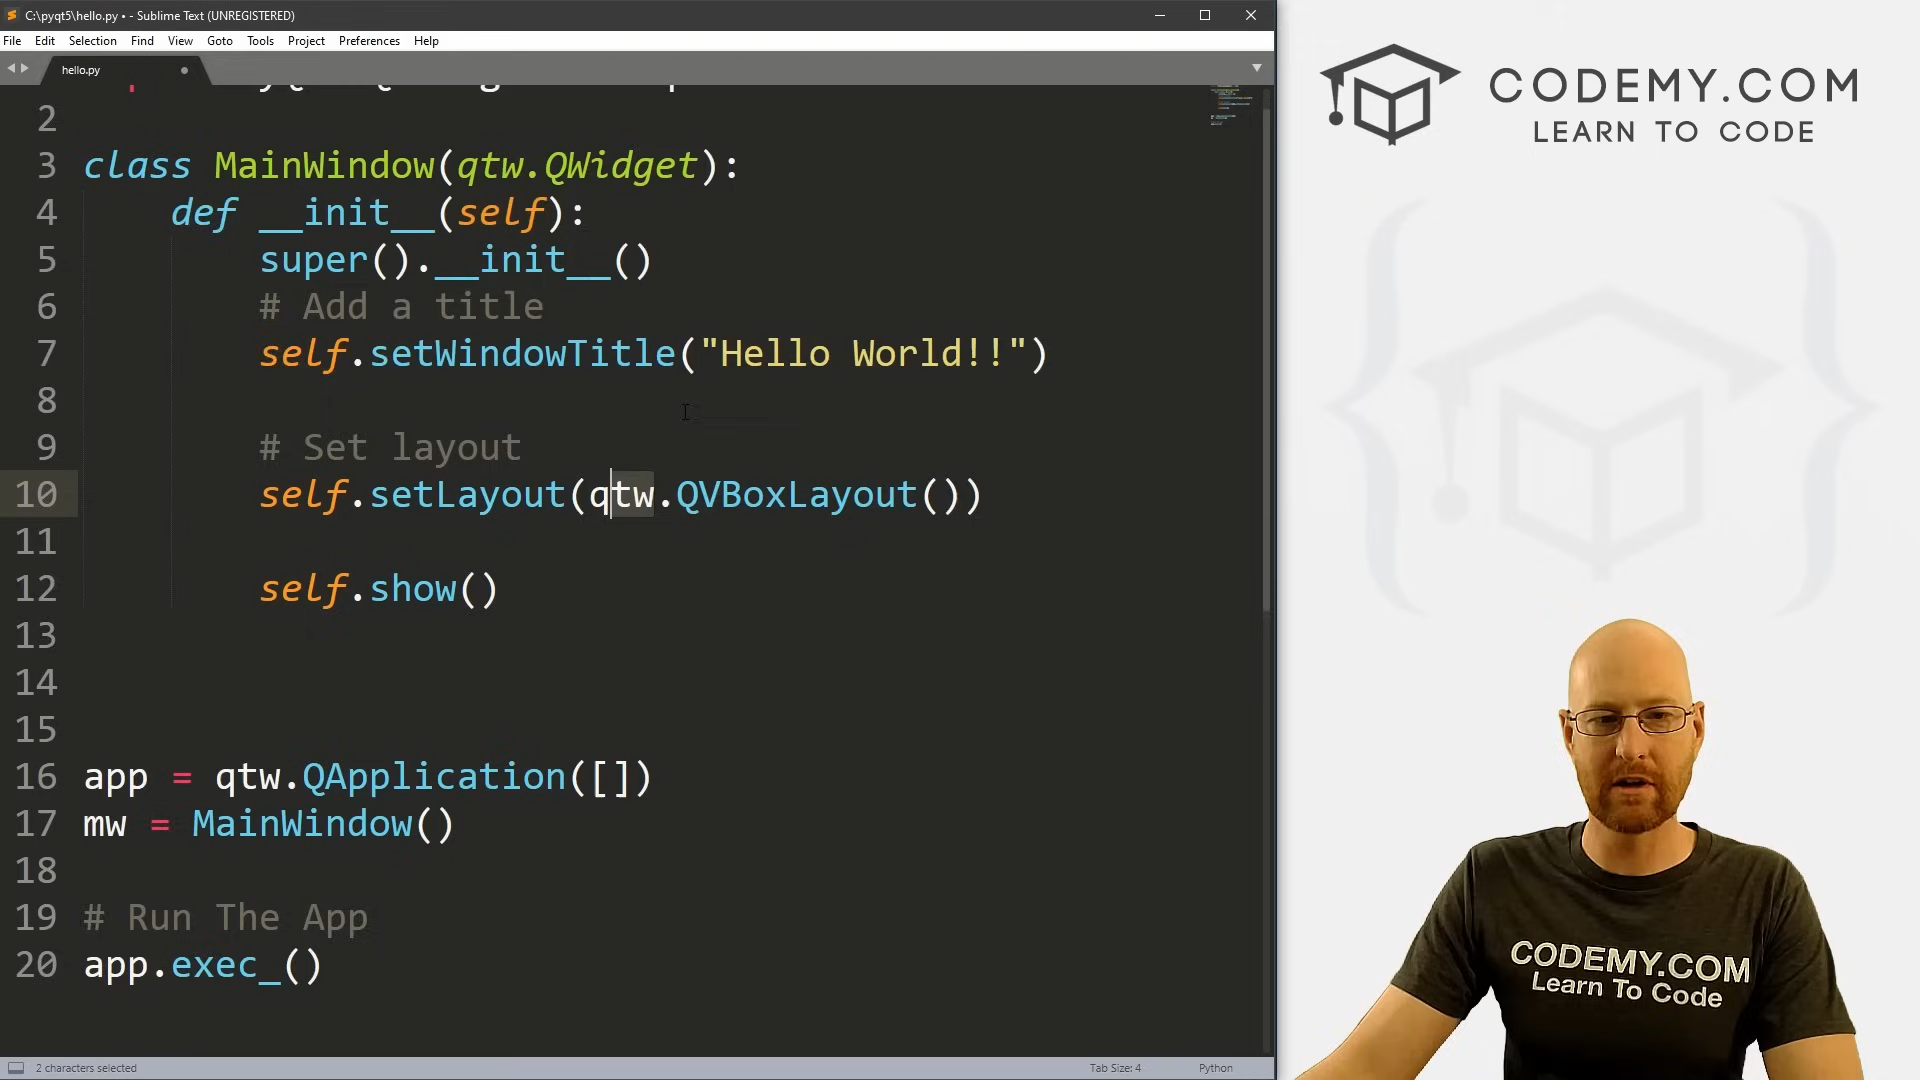 C:\pyqt5\hello.py • - Sublime Text (UNREGISTERED)
File Edit Selection Find View Goto Tools Project Preferences Help
hello.py
2
3 class MainWindow(qtw.QWidget):
4 def __init__(self):
5 super().__init__()
6 # Add a title
7 self.setWindowTitle("Hello World!!")
8
9 # Set layout
10 self.setLayout(qtw.QVBoxLayout())
11
12 self.show()
13
14
15
16 app = qtw.QApplication([])
17 mw = MainWindow()
18
19 # Run The App
20 app.exec_()
2 characters selected Tab Size: 4 Python
CODEMY.COM
LEARN TO CODE
CODEMY.COM
Learn To Code